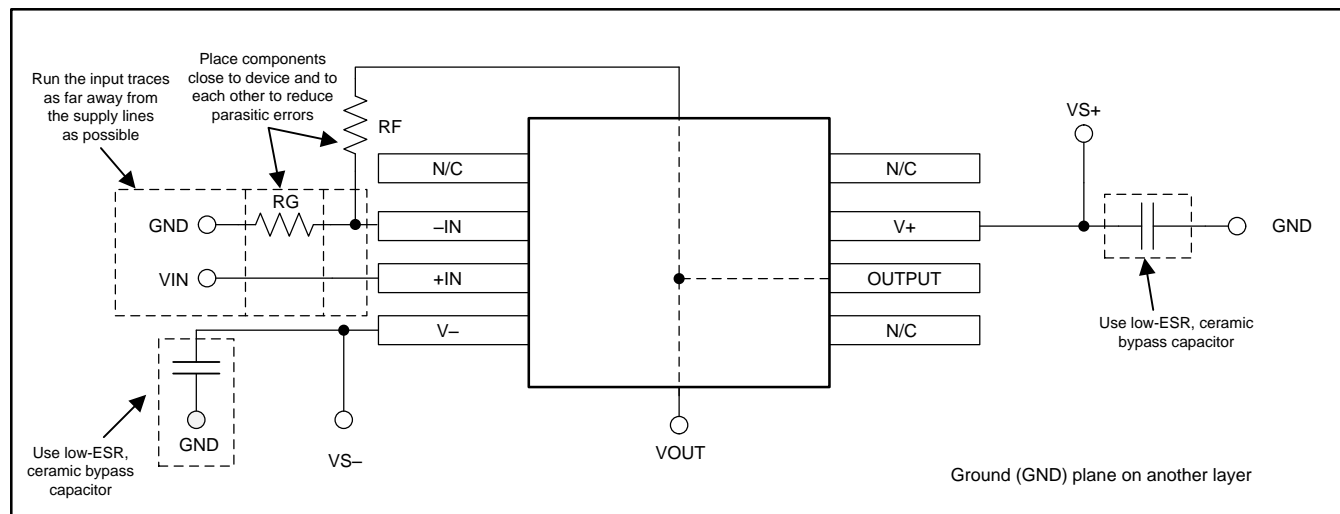 Run the input traces
as far away from
the supply lines
as possible
Place components
close to device and to
each other to reduce
parasitic errors
RF
VS+
N/C
N/C
RG
GND
–IN
V+
GND
VIN
+IN
OUTPUT
V–
N/C
Use low-ESR, ceramic
bypass capacitor
GND
Use low-ESR,
ceramic bypass
capacitor
VS–
VOUT
Ground (GND) plane on another layer